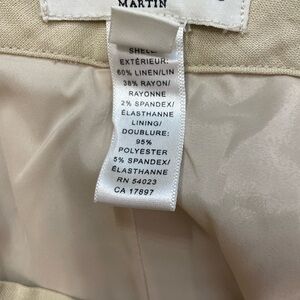 MARTIN
SHELL/
EXTÉRIEUR:
60% LINEN/LIN
38% RAYON/
RAYONNE
2% SPANDEX/
ÉLASTHANNE
LINING/
DOUBLURE:
95%
POLYESTER
5% SPANDEX/
ÉLASTHANNE
RN 54023
CA 17897